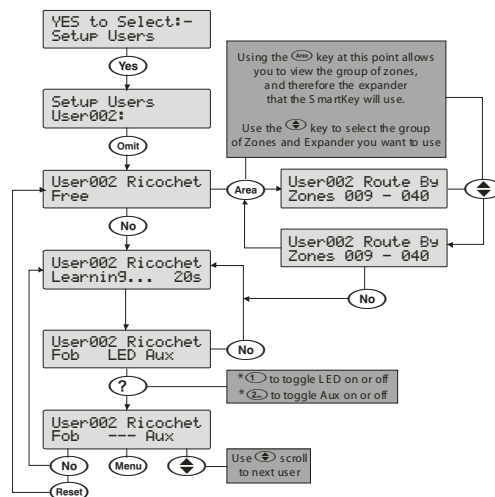 YES to Select:-
Setup Users
Yes
Using the Area key at this point allows
you to view the group of zones,
and therefore the expander
that the SmartKey will use.
Use the key to select the group
of Zones and Expander you want to use
Setup Users
User002:
Omit
User002 Ricochet
Free
Area
User002 Route By
Zones 009 - 040
No
User002 Route By
Zones 009 - 040
User002 Ricochet
Learning... 20s
No
User002 Ricochet
Fob LED Aux
No
?
* 1 to toggle LED on or off
* 2 to toggle Aux on or off
User002 Ricochet
Fob --- Aux
No
Menu
Use scroll
to next user
Reset